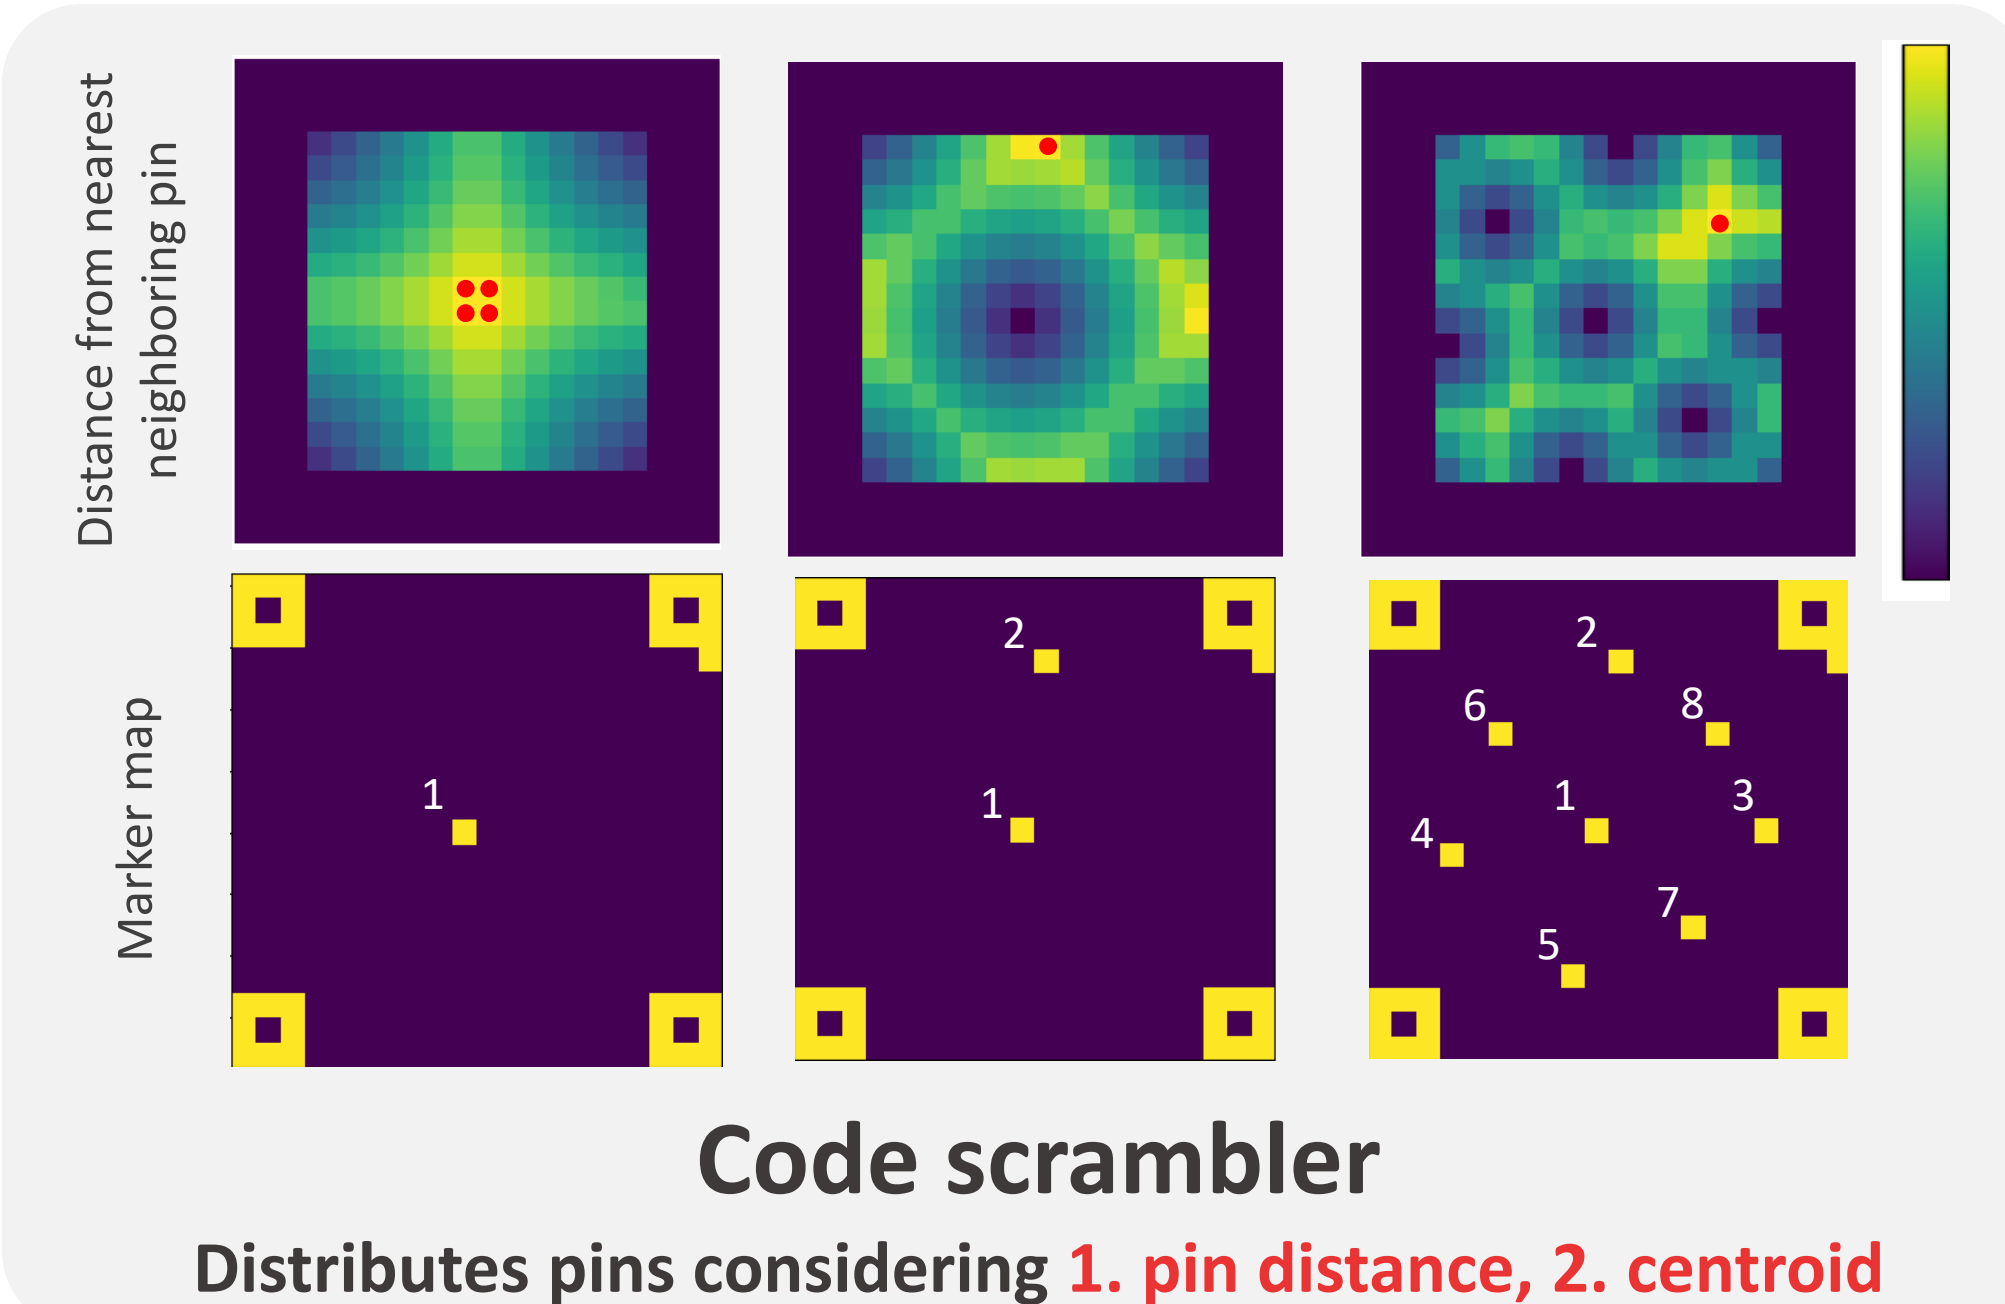 Distance from nearest
neighboring pin
Marker map
1
2
1
2
6
8
1
3
4
7
5
Code scrambler
Distributes pins considering 1. pin distance, 2. centroid